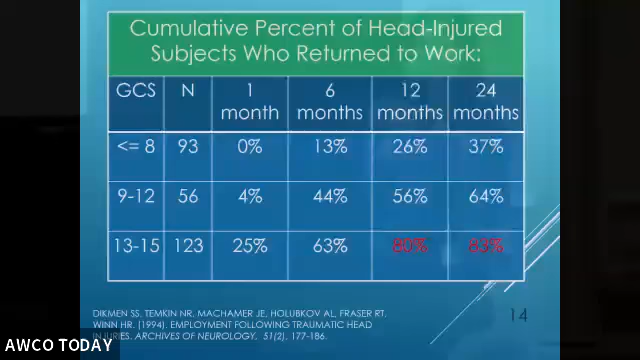 Cumulative Percent of Head-Injured
Subjects Who Returned to Work:
GCS N 1 month 6 months 12 months 24 months
<= 8 93 0% 13% 26% 37%
9-12 56 4% 44% 56% 64%
13-15 123 25% 63% 80% 83%
DIKMEN SS. TEMKIN NR. MACHAMER JE, HOLUBKOV AL, FRASER RT.
WINN HR. (1994). EMPLOYMENT FOLLOWING TRAUMATIC HEAD
INJURIES. ARCHIVES OF NEUROLOGY, 51(2), 177-186.
14
AWCO TODAY